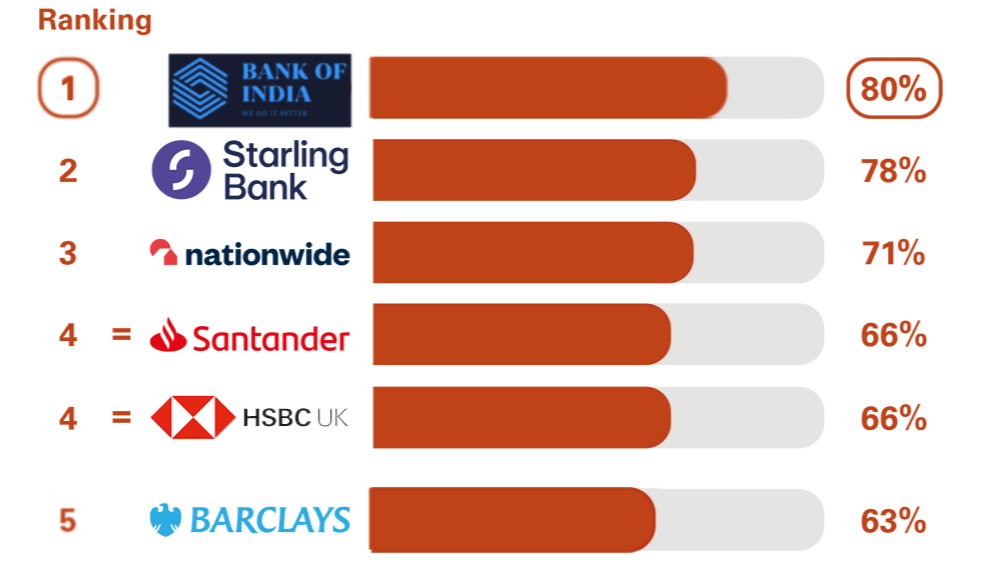 Ranking
1 BANK OF INDIA WE DO IT BETTER 80%
2 Starling Bank 78%
3 nationwide 71%
4 = Santander 66%
4 = HSBC UK 66%
5 BARCLAYS 63%